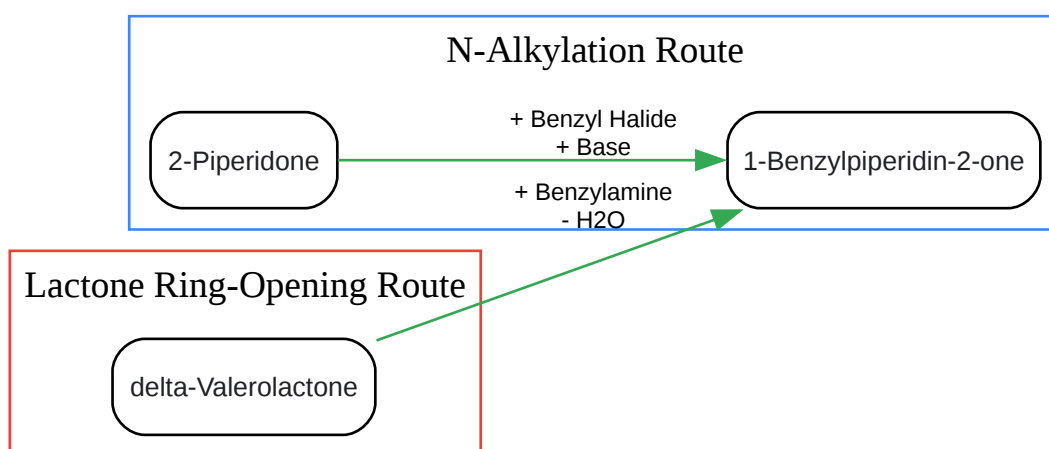 N-Alkylation Route
+ Benzyl Halide
+ Base
2-Piperidone
1-Benzylpiperidin-2-one
+ Benzylamine
- H2O
Lactone Ring-Opening Route
delta-Valerolactone